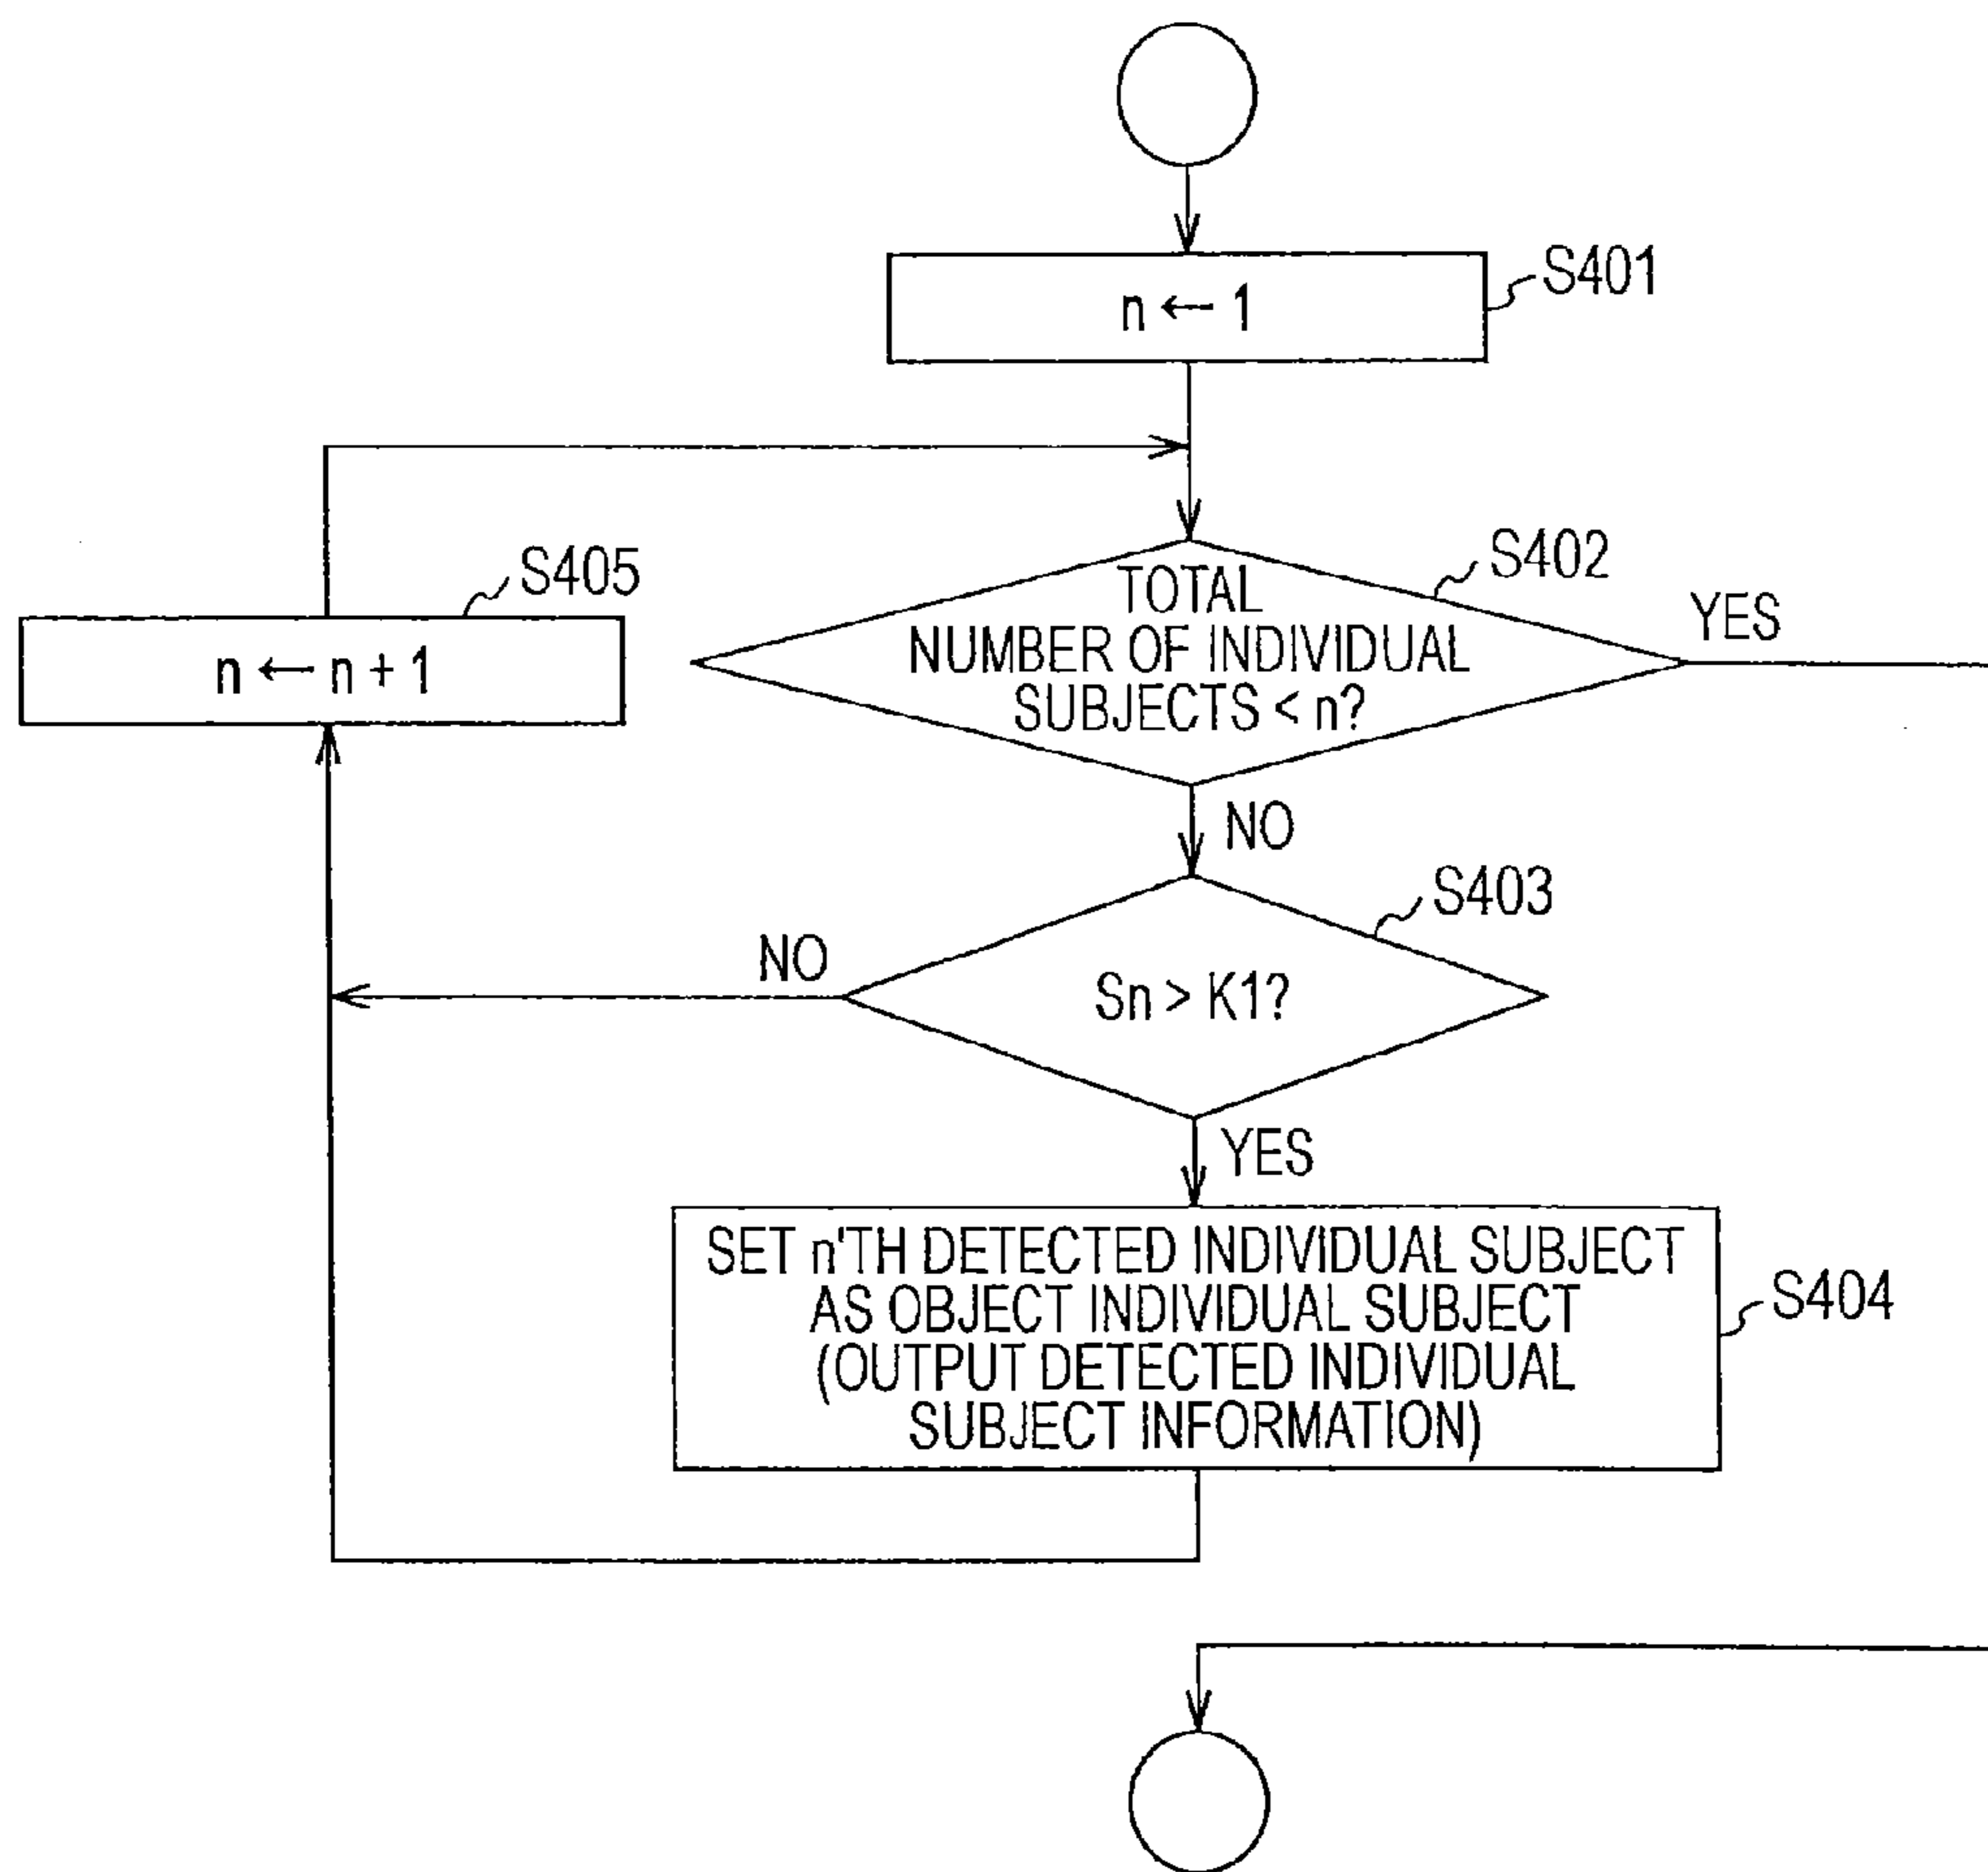 S401
n ← 1
S402
S405
TOTAL
NUMBER OF INDIVIDUAL
SUBJECTS < n?
YES
n ← n + 1
NO
S403
NO
Sn > K1?
YES
SET n'TH DETECTED INDIVIDUAL SUBJECT
AS OBJECT INDIVIDUAL SUBJECT
(OUTPUT DETECTED INDIVIDUAL
SUBJECT INFORMATION)
S404